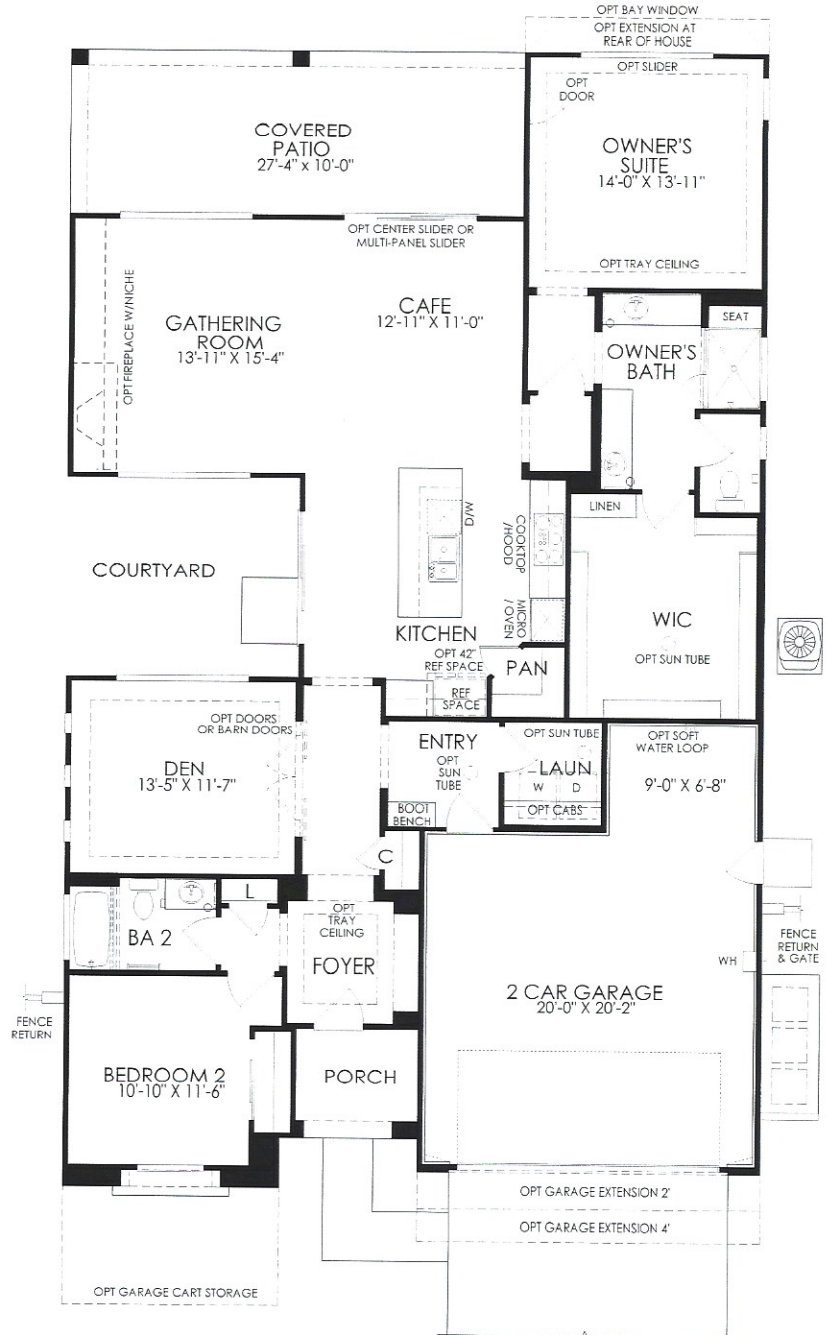 OPT BAY WINDOW
OPT EXTENSION AT
REAR OF HOUSE
OPT SLIDER
OPT
DOOR
OWNER'S
SUITE
14'-0" X 13'-11"
OPT TRAY CEILING
COVERED
PATIO
27'-4" x 10'-0"
OPT CENTER SLIDER OR
MULTI-PANEL SLIDER
OPT FIREPLACE W/NICHE
GATHERING
ROOM
13'-11" X 15'-4"
CAFE
12'-11" X 11'-0"
SEAT
OWNER'S
BATH
LINEN
COURTYARD
W/D
COOKTOP
/HOOD
MICRO
/ OVEN
KITCHEN
OPT 42"
REF SPACE
REF
SPACE
PAN
WIC
OPT SUN TUBE
OPT DOORS
OR BARN DOORS
DEN
13'-5" X 11'-7"
ENTRY
OPT
SUN
TUBE
BOOT
BENCH
OPT SUN TUBE
LAUN
W
D
OPT CABS
OPT SOFT
WATER LOOP
9'-0" X 6'-8"
C
L
BA 2
OPT
TRAY
CEILING
FOYER
WH
FENCE
RETURN
& GATE
2 CAR GARAGE
20'-0" X 20'-2"
FENCE
RETURN
BEDROOM 2
10'-10" X 11'-6"
PORCH
OPT GARAGE EXTENSION 2'
OPT GARAGE EXTENSION 4'
OPT GARAGE CART STORAGE